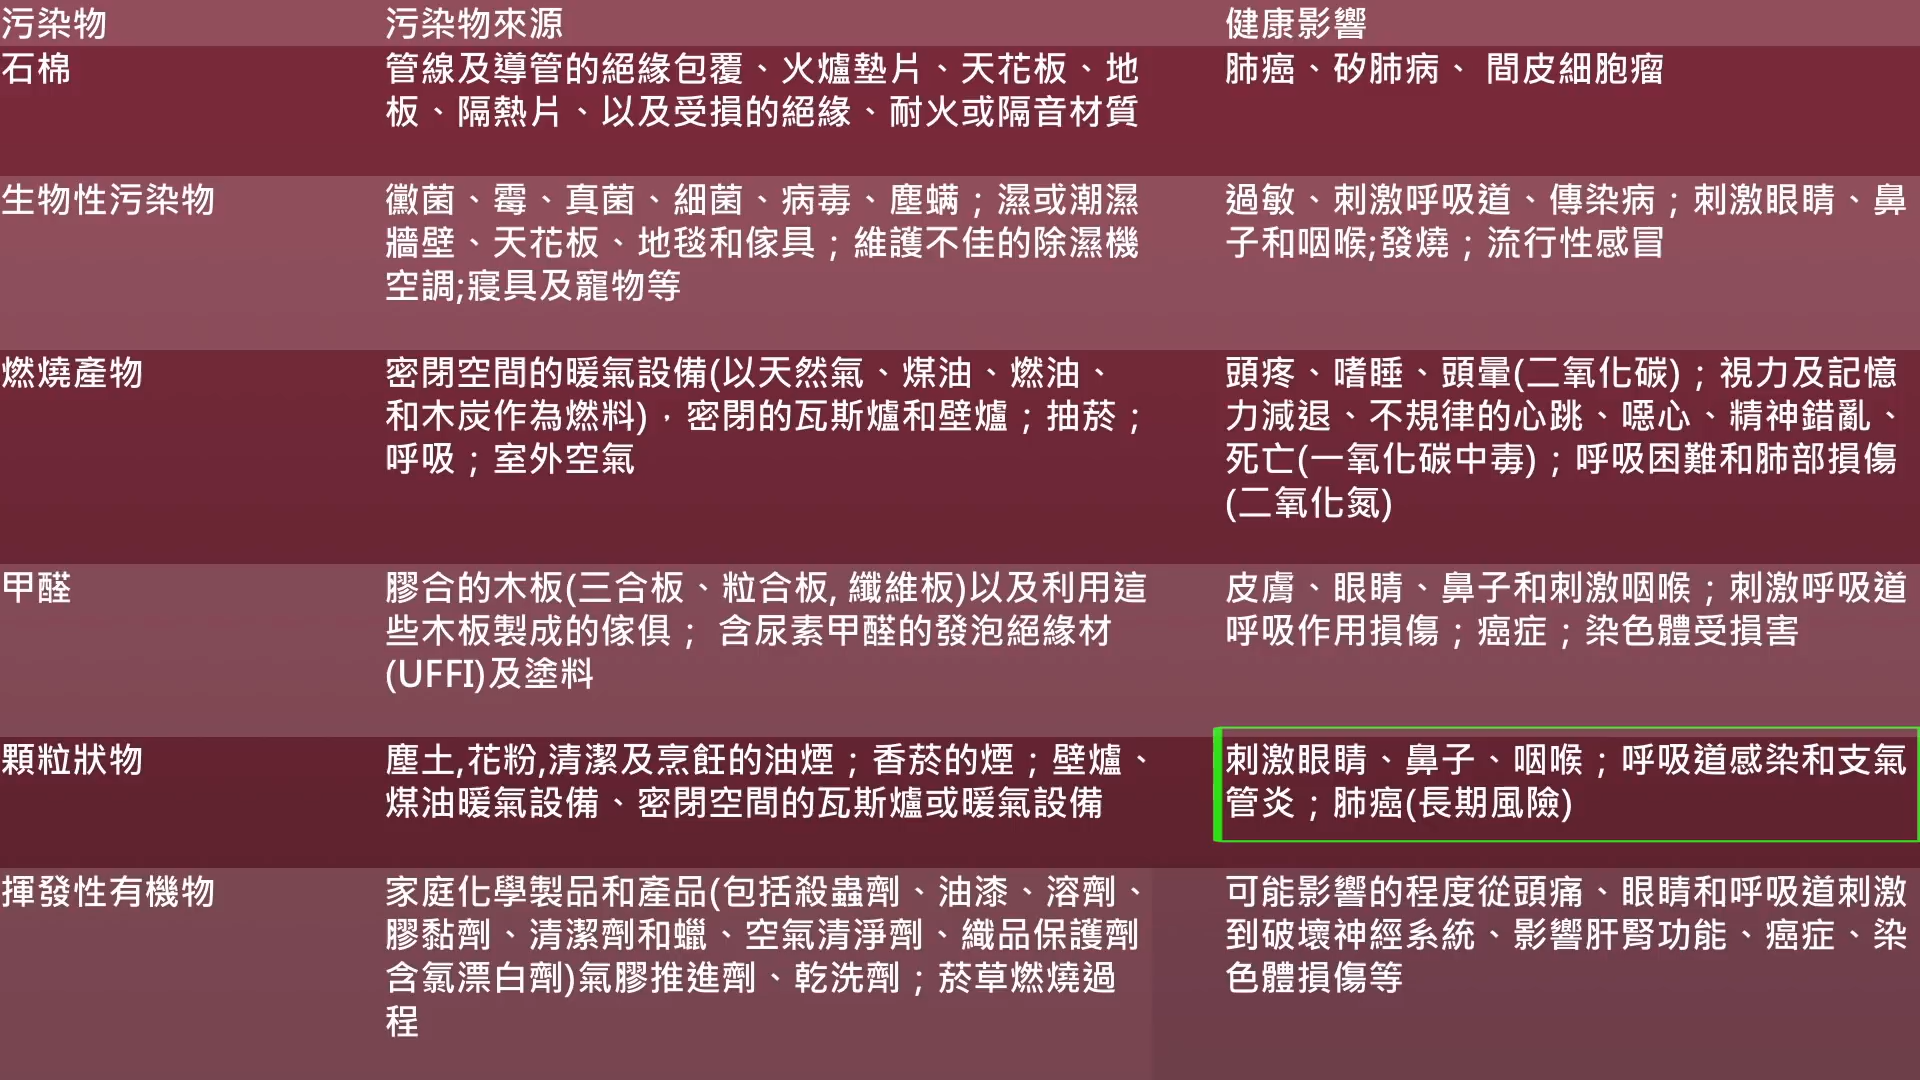 污染物
污染物來源
健康影響
石棉
管線及導管的絕緣包覆、火爐墊片、天花板、地
板、隔熱片、以及受損的絕緣、耐火或隔音材質
肺癌、矽肺病、 間皮細胞瘤
生物性污染物
黴菌、霉、真菌、細菌、病毒、塵螨；濕或潮濕
牆壁、天花板、地毯和傢具；維護不佳的除濕機
空調;寢具及寵物等
過敏、刺激呼吸道、傳染病；刺激眼睛、鼻
子和咽喉;發燒；流行性感冒
燃燒產物
密閉空間的暖氣設備(以天然氣、煤油、燃油、
和木炭作為燃料)，密閉的瓦斯爐和壁爐；抽菸；
呼吸；室外空氣
頭疼、嗜睡、頭暈(二氧化碳)；視力及記憶
力減退、不規律的心跳、噁心、精神錯亂、
死亡(一氧化碳中毒)；呼吸困難和肺部損傷
(二氧化氮)
甲醛
膠合的木板(三合板、粒合板, 纖維板)以及利用這
些木板製成的傢俱； 含尿素甲醛的發泡絕緣材
(UFFI)及塗料
皮膚、眼睛、鼻子和刺激咽喉；刺激呼吸道
呼吸作用損傷；癌症；染色體受損害
顆粒狀物
塵土,花粉,清潔及烹飪的油煙；香菸的煙；壁爐、
煤油暖氣設備、密閉空間的瓦斯爐或暖氣設備
刺激眼睛、鼻子、咽喉；呼吸道感染和支氣
管炎；肺癌(長期風險)
揮發性有機物
家庭化學製品和產品(包括殺蟲劑、油漆、溶劑、
膠黏劑、清潔劑和蠟、空氣清淨劑、織品保護劑
含氯漂白劑)氣膠推進劑、乾洗劑；菸草燃燒過
程
可能影響的程度從頭痛、眼睛和呼吸道刺激
到破壞神經系統、影響肝腎功能、癌症、染
色體損傷等